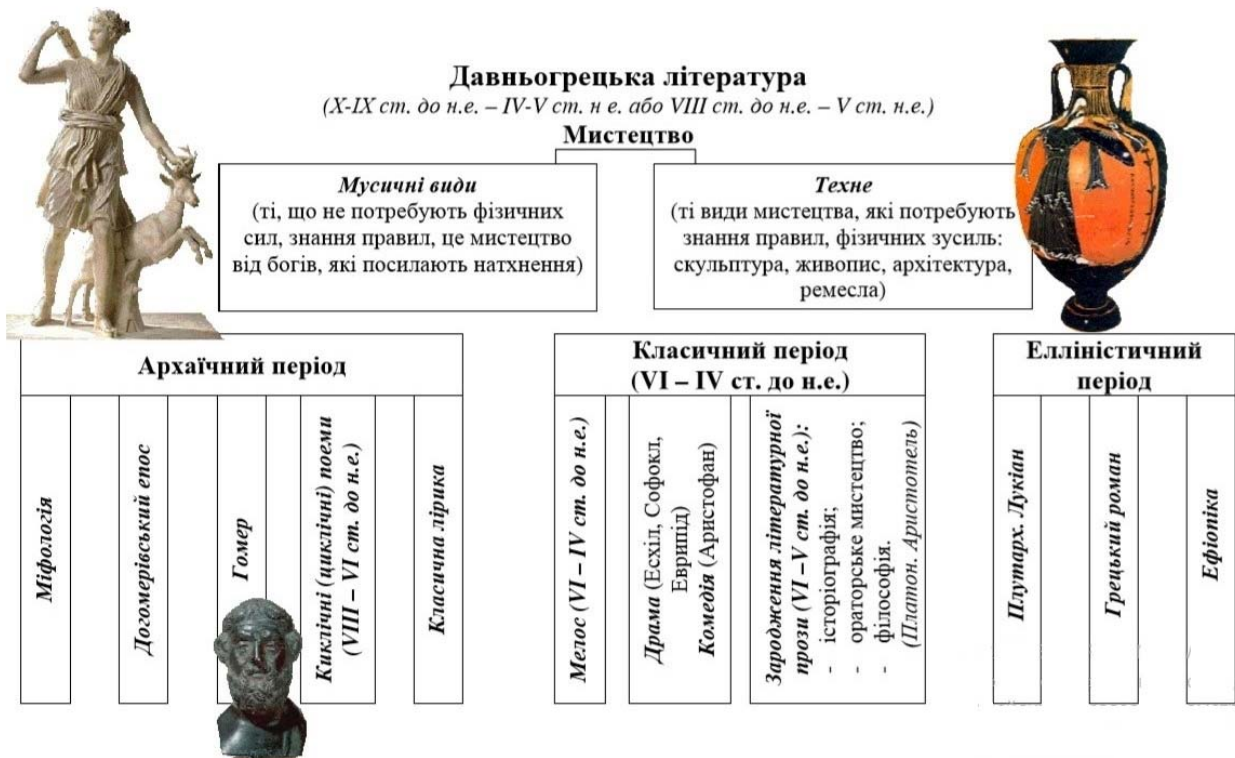 Давньогрецька література
(X-IX ст. до н.е. – IV-V ст. н е. або VIII ст. до н.е. – V ст. н.е.)
Мистецтво
Мусичні види
(ті, що не потребують фізичних
сил, знання правил, це мистецтво
від богів, які посилають натхнення)
Техне
(ті види мистецтва, які потребують
знання правил, фізичних зусиль:
скульптура, живопис, архітектура,
ремесла)
Архаїчний період
Міфологія
Догомерівський епос
Гомер
Кикличні (циклічні) поеми
(VIII – VI ст. до н.е.)
Класична лірика
Класичний період
(VI – IV ст. до н.е.)
Мелос (VI – IV ст. до н.е.)
Драма (Есхіл, Софокл,
Еврипід)
Комедія (Аристофан)
Зародження літературної
прози (VI –V ст. до н.е.):
- історіографія;
- ораторське мистецтво;
- філософія.
(Платон. Аристотель)
Елліністичний
період
Плутарх. Лукіан
Грецький роман
Ефіопіка